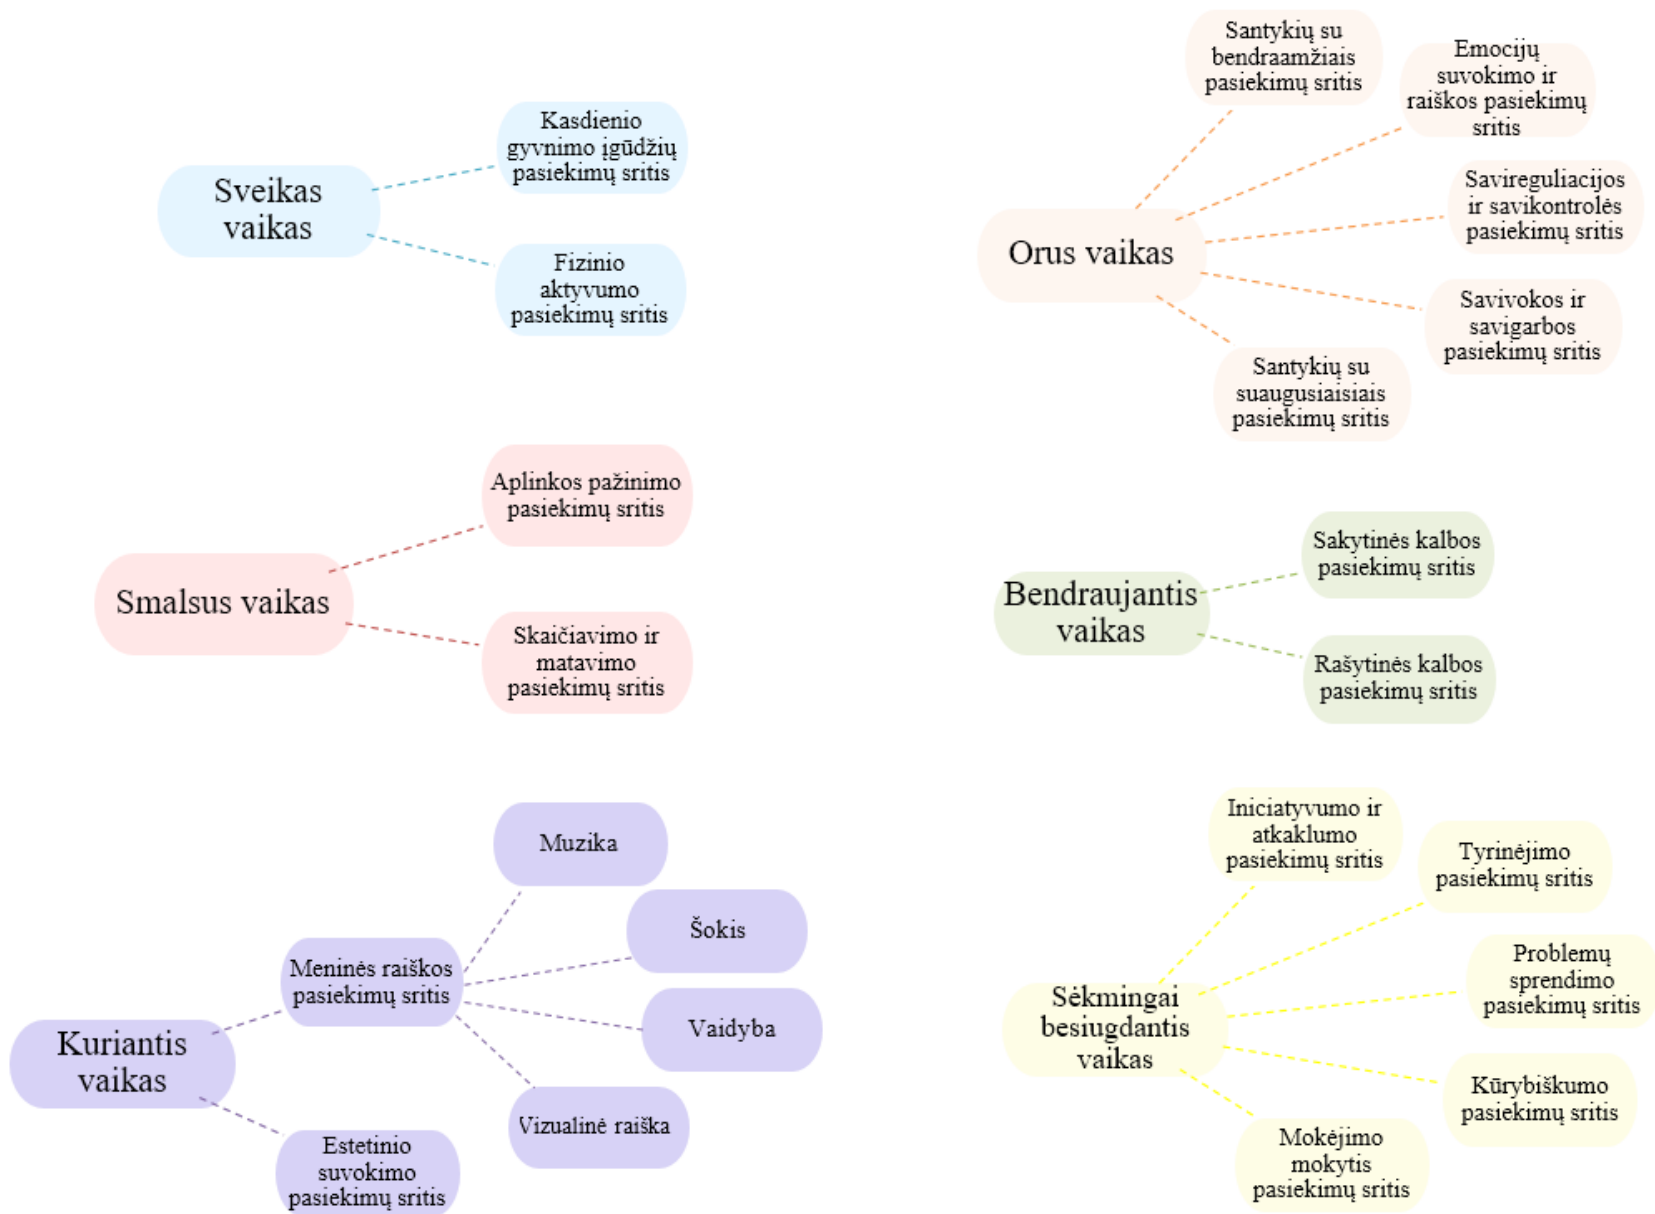 Sveikas
vaikas
Kasdienio
gyvnimo įgūdžių
pasiekimų sritis
Fizinio
aktyvumo
pasiekimų sritis
Orus vaikas
Santykių su
bendraamžiais
pasiekimų sritis
Emocijų
suvokimo ir
raiškos pasiekimų
sritis
Savireguliacijos
ir savikontrolės
pasiekimų sritis
Savivokos ir
savigarbos
pasiekimų sritis
Santykių su
suaugusiaisiais
pasiekimų sritis
Smalsus vaikas
Aplinkos pažinimo
pasiekimų sritis
Skaičiavimo ir
matavimo
pasiekimų sritis
Bendraujantis
vaikas
Sakytinės kalbos
pasiekimų sritis
Rašytinės kalbos
pasiekimų sritis
Kuriantis
vaikas
Meninės raiškos
pasiekimų sritis
Muzika
Šokis
Vaidyba
Vizualinė raiška
Estetinio
suvokimo
pasiekimų sritis
Sėkmingai
besiugdantis
vaikas
Iniciatyvumo ir
atkaklumo
pasiekimų sritis
Tyrinėjimo
pasiekimų sritis
Problemų
sprendimo
pasiekimų sritis
Kūrybiškumo
pasiekimų sritis
Mokėjimo
mokytis
pasiekimų sritis